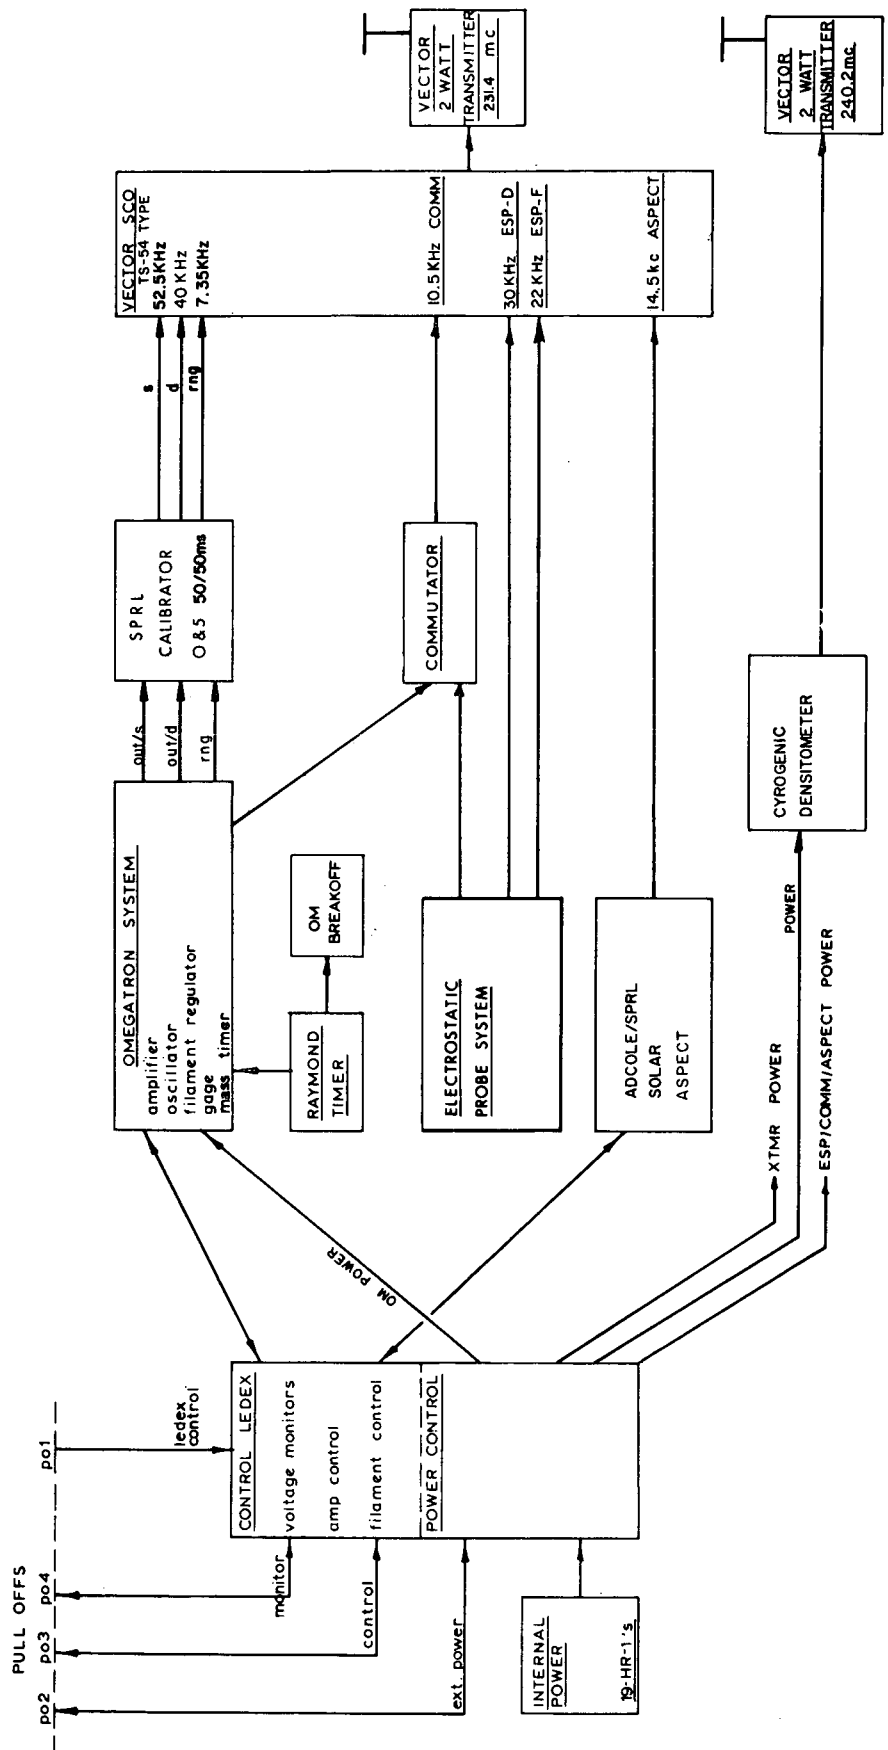 PULL OFFS
po2
po3
po4
po1
ext. power
control
monitor
ledex
control
INTERNAL
POWER
19-HR-1's
CONTROL LEDEX
voltage monitors
amp control
filament control
POWER CONTROL
OM POWER
XTMR POWER
POWER
ESP/COMM/ASPECT POWER
OMEGATRON SYSTEM
amplifier
oscillator
filament regulator
gage
mass timer
RAYMOND
TIMER
OM
BREAKOFF
ELECTROSTATIC
PROBE SYSTEM
ADCOLE/SPRL
SOLAR
ASPECT
CYROGENIC
DENSITOMETER
out/s
out/d
rng
SPRL
CALIBRATOR
O&5 50/50ms
COMMUTATOR
s
d
rng
VECTOR SCO
TS-54 TYPE
52.5KHz
40KHz
7.35KHz
10.5KHz COMM
30KHz ESP-D
22 KHz ESP-F
14.5kc ASPECT
VECTOR
2 WATT
TRANSMITTER
231.4 mc
VECTOR
2 WATT
TRANSMITTER
240.2mc